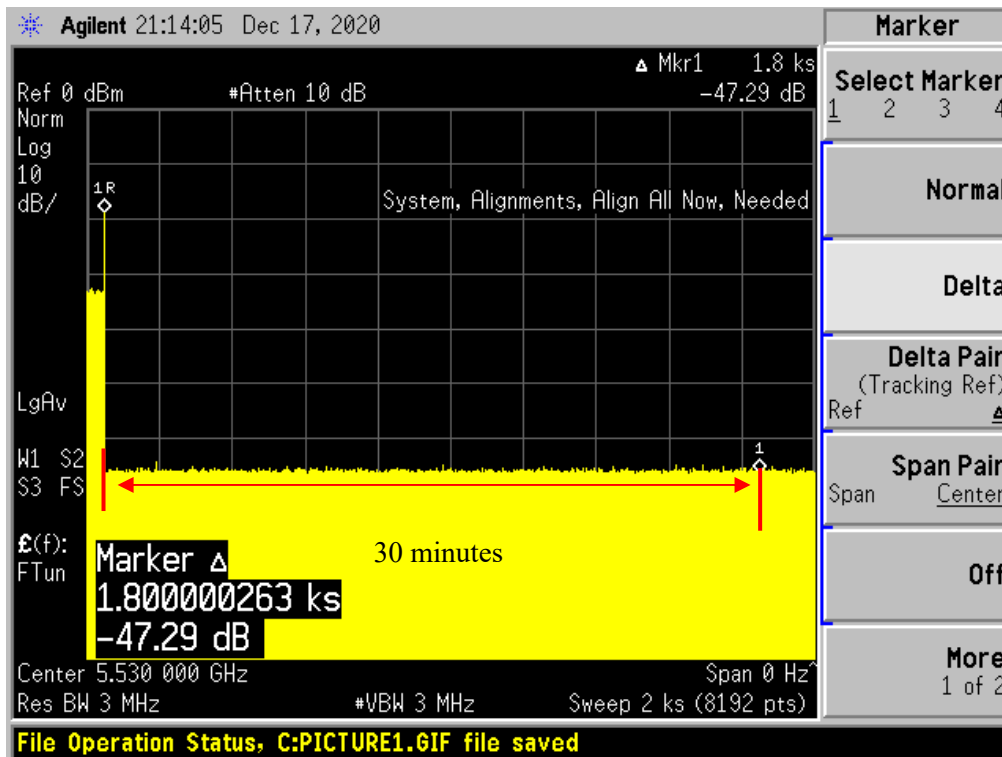 Agilent 21:14:05 Dec 17, 2020
Marker
Δ Mkr1 1.8 ks
Ref 0 dBm #Atten 10 dB -47.29 dB
Select Marker
1 2 3 4
Norm
Log
10
dB/
1R
System, Alignments, Align All Now, Needed
Normal
Delta
Delta Pair
(Tracking Ref)
Ref Δ
LgAv
1
W1 S2
S3 FS
Span Pair
Span Center
30 minutes
£(f):
FTun
Marker Δ
1.800000263 ks
-47.29 dB
Off
Center 5.530 000 GHz Span 0 Hz^
Res BW 3 MHz #VBW 3 MHz Sweep 2 ks (8192 pts)
More
1 of 2
File Operation Status, C:PICTURE1.GIF file saved